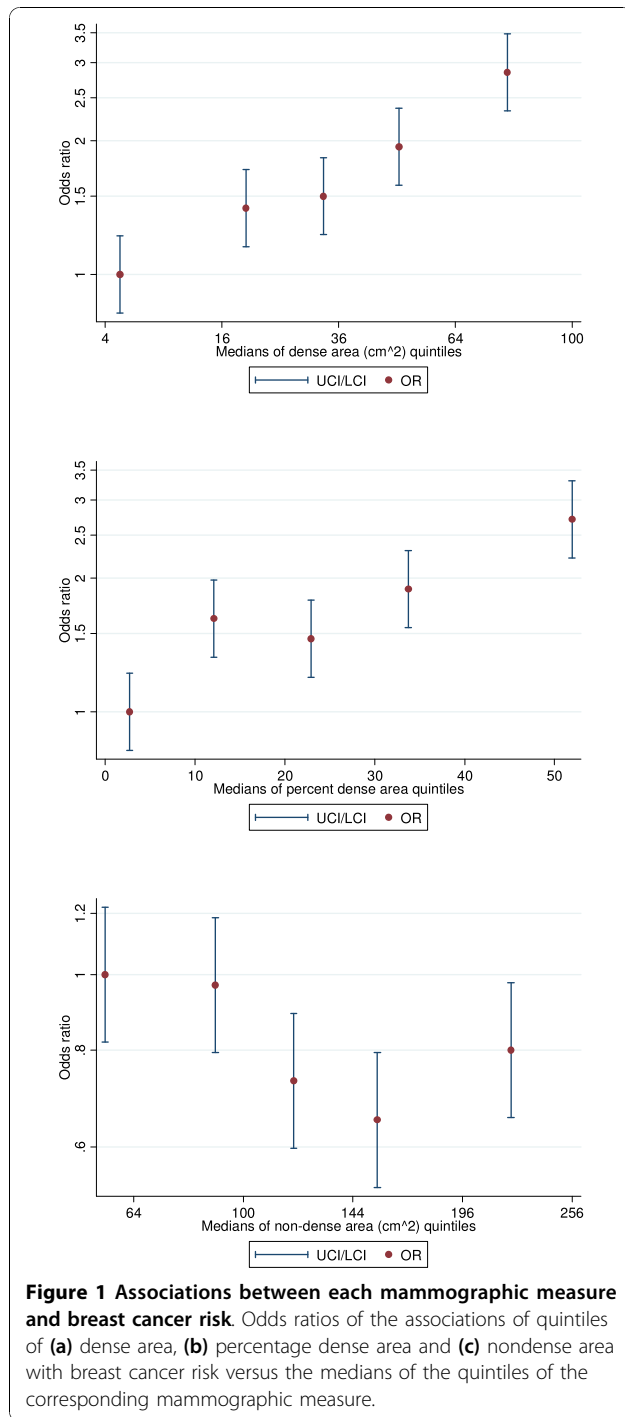 3.5
3
2.5
2
1.5
1
Odds ratio
4 16 36 64 100
Medians of dense area (cm^2) quintiles
UCI/LCI OR
3.5
3
2.5
2
1.5
1
Odds ratio
0 10 20 30 40 50
Medians of percent dense area quintiles
UCI/LCI OR
1.2
1
.8
.6
Odds ratio
64 100 144 196 256
Medians of non-dense area (cm^2) quintiles
UCI/LCI OR
Figure 1 Associations between each mammographic measure
and breast cancer risk. Odds ratios of the associations of quintiles
of (a) dense area, (b) percentage dense area and (c) nondense area
with breast cancer risk versus the medians of the quintiles of the
corresponding mammographic measure.